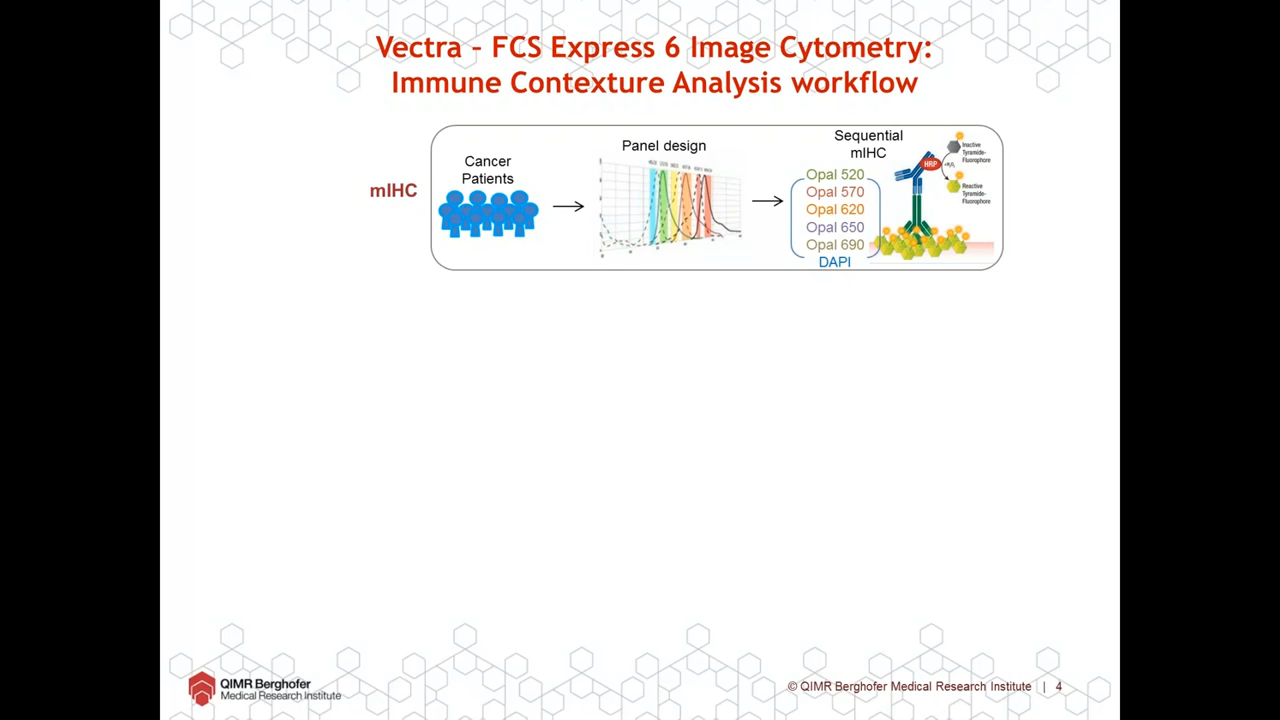 Vectra – FCS Express 6 Image Cytometry:
Immune Contexture Analysis workflow
mIHC
Cancer
Patients
Panel design
Sequential
mIHC
Opal 520
Opal 570
Opal 620
Opal 650
Opal 690
DAPI
HRP
+H₂O₂
Inactive
Tyramide-
Fluorophore
Reactive
Tyramide-
Fluorophore
QIMR Berghofer
Medical Research Institute
© QIMR Berghofer Medical Research Institute | 4